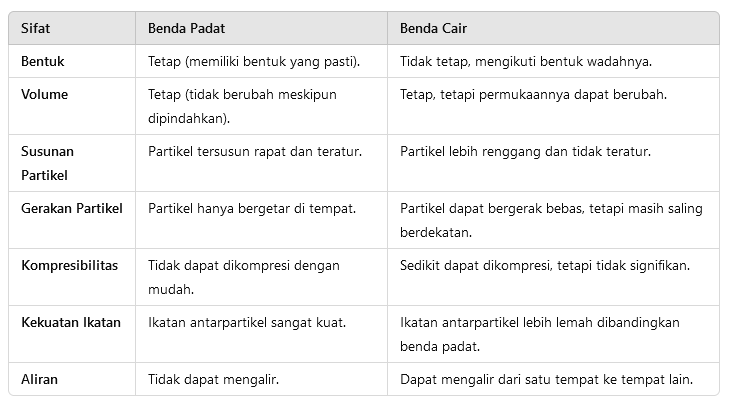 Sifat Benda Padat Benda Cair
Bentuk Tetap (memiliki bentuk yang pasti). Tidak tetap, mengikuti bentuk wadahnya.
Volume Tetap (tidak berubah meskipun Tetap, tetapi permukaannya dapat berubah.
dipindahkan).
Susunan Partikel tersusun rapat dan teratur. Partikel lebih renggang dan tidak teratur.
Partikel
Gerakan Partikel Partikel hanya bergetar di tempat. Partikel dapat bergerak bebas, tetapi masih saling
berdekatan.
Kompresibilitas Tidak dapat dikompresi dengan Sedikit dapat dikompresi, tetapi tidak signifikan.
mudah.
Kekuatan Ikatan Ikatan antarpartikel sangat kuat. Ikatan antarpartikel lebih lemah dibandingkan
benda padat.
Aliran Tidak dapat mengalir. Dapat mengalir dari satu tempat ke tempat lain.